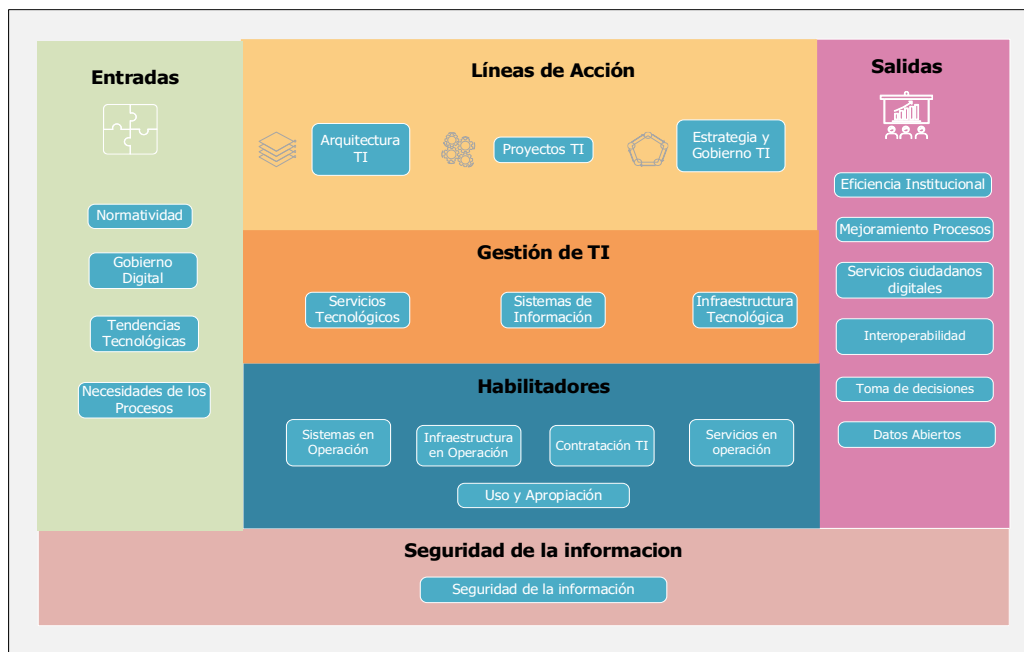 Entradas
Normatividad
Gobierno
Digital
Tendencias
Tecnológicas
Necesidades de los
Procesos
Líneas de Acción
Arquitectura
TI
Proyectos TI
Estrategia y
Gobierno TI
Gestión de TI
Servicios
Tecnológicos
Sistemas de
Información
Infraestructura
Tecnológica
Habilitadores
Sistemas en
Operación
Infraestructura
en Operación
Contratación TI
Servicios en
operación
Uso y Apropiación
Salidas
Eficiencia Institucional
Mejoramiento Procesos
Servicios ciudadanos
digitales
Interoperabilidad
Toma de decisiones
Datos Abiertos
Seguridad de la informacion
Seguridad de la información